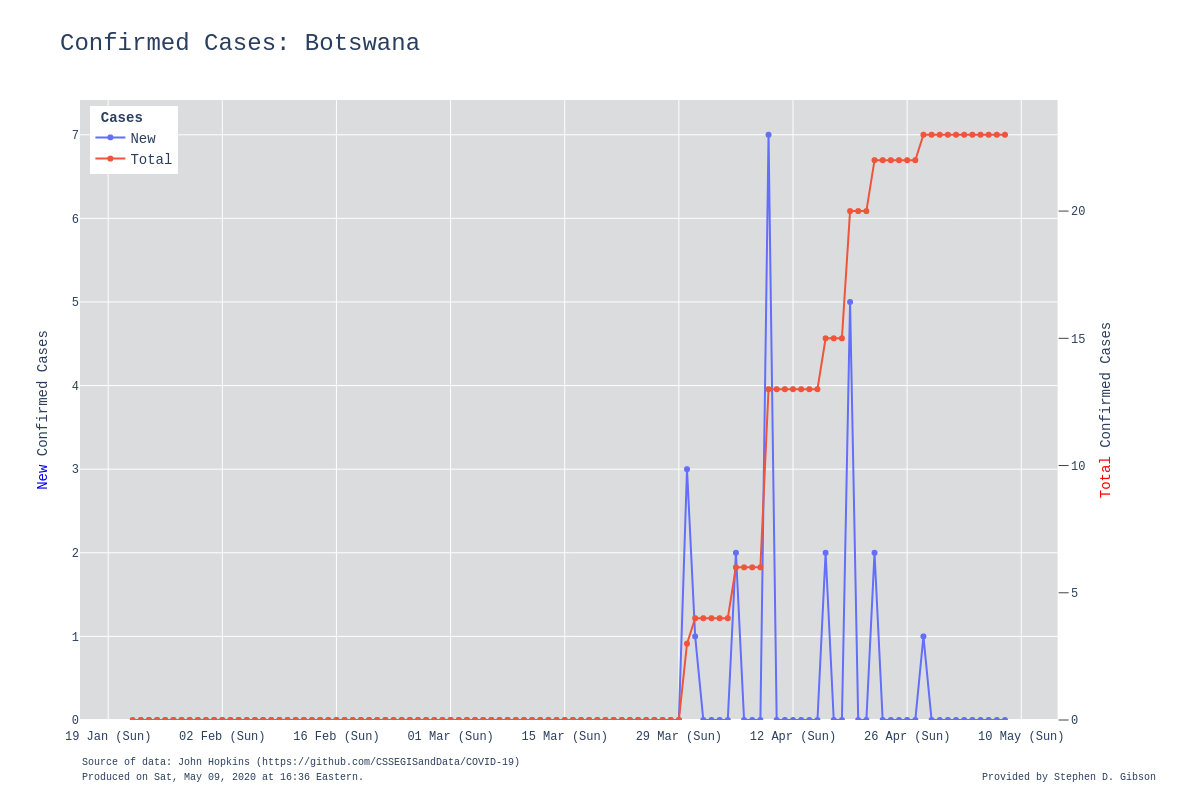 Confirmed Cases: Botswana
Cases
New
Total
7
6
5
4
3
2
1
0
New Confirmed Cases
20
15
10
5
0
Total Confirmed Cases
19 Jan (Sun) 02 Feb (Sun) 16 Feb (Sun) 01 Mar (Sun) 15 Mar (Sun) 29 Mar (Sun) 12 Apr (Sun) 26 Apr (Sun) 10 May (Sun)
Source of data: John Hopkins (https://github.com/CSSEGISandData/COVID-19)
Produced on Sat, May 09, 2020 at 16:36 Eastern.
Provided by Stephen D. Gibson